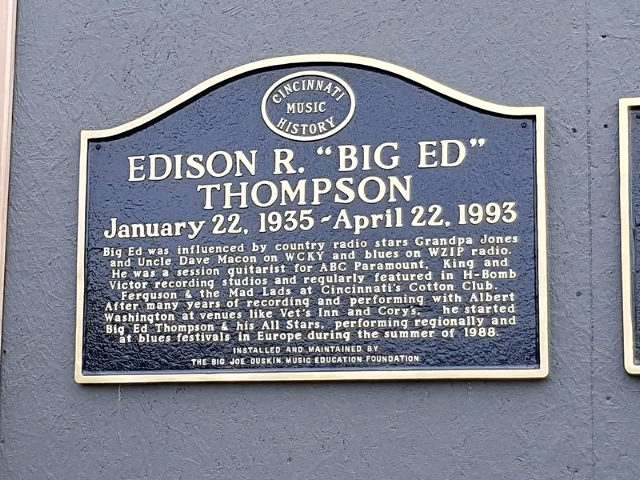 CINCINNATI
MUSIC
HISTORY
EDISON R. "BIG ED"
THOMPSON
January 22, 1935 ~ April 22, 1993
Big Ed was influenced by country radio stars Grandpa Jones
and Uncle Dave Macon on WCKY and blues on WZIP radio.
He was a session guitarist for ABC Paramount, King and
Victor recording studios and regularly featured in H-Bomb
Ferguson & the Mad Lads at Cincinnati's Cotton Club.
After many years of recording and performing with Albert
Washington at venues like Vet's Inn and Cory's, he started
Big Ed Thompson & his All Stars, performing regionally and
at blues festivals in Europe during the summer of 1988.
INSTALLED AND MAINTAINED BY
THE BIG JOE DUSKIN MUSIC EDUCATION FOUNDATION